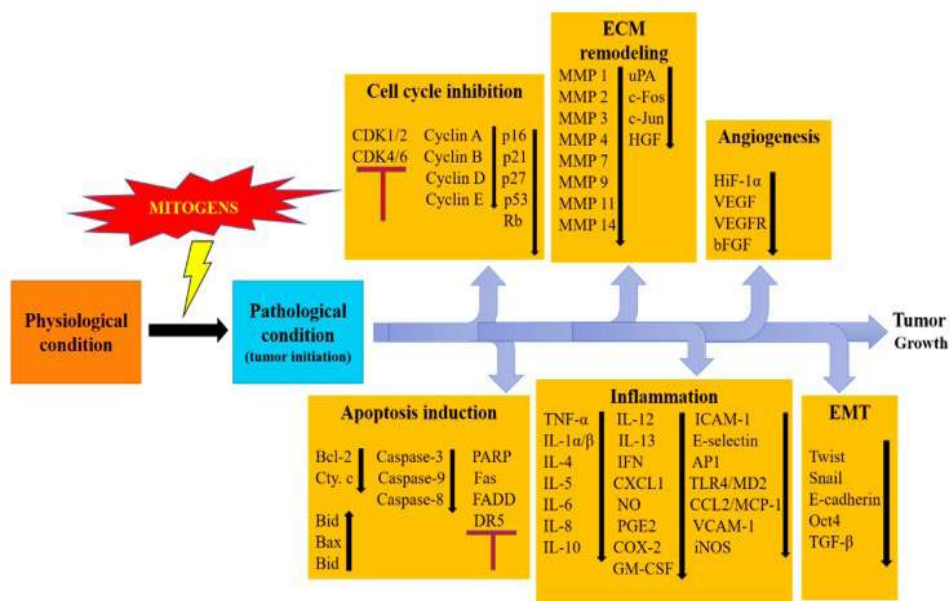 ECM
remodeling
MMP 1
MMP 2
MMP 3
MMP 4
MMP 7
MMP 9
MMP 11
MMP 14
uPA
c-Fos
c-Jun
HGF
Cell cycle inhibition
CDK1/2
CDK4/6
Cyclin A
Cyclin B
Cyclin D
Cyclin E
p16
p21
p27
p53
Rb
Angiogenesis
HiF-1α
VEGF
VEGFR
bFGF
MITOGENS
Physiological
condition
Pathological
condition
(tumor initiation)
Tumor
Growth
Apoptosis induction
Bcl-2
Cty. c
Bid
Bax
Bid
Caspase-3
Caspase-9
Caspase-8
PARP
Fas
FADD
DR5
Inflammation
TNF-α
IL-1α/β
IL-4
IL-5
IL-6
IL-8
IL-10
IL-12
IL-13
IFN
CXCL1
NO
PGE2
COX-2
GM-CSF
ICAM-1
E-selectin
AP1
TLR4/MD2
CCL2/MCP-1
VCAM-1
iNOS
EMT
Twist
Snail
E-cadherin
Oct4
TGF-β